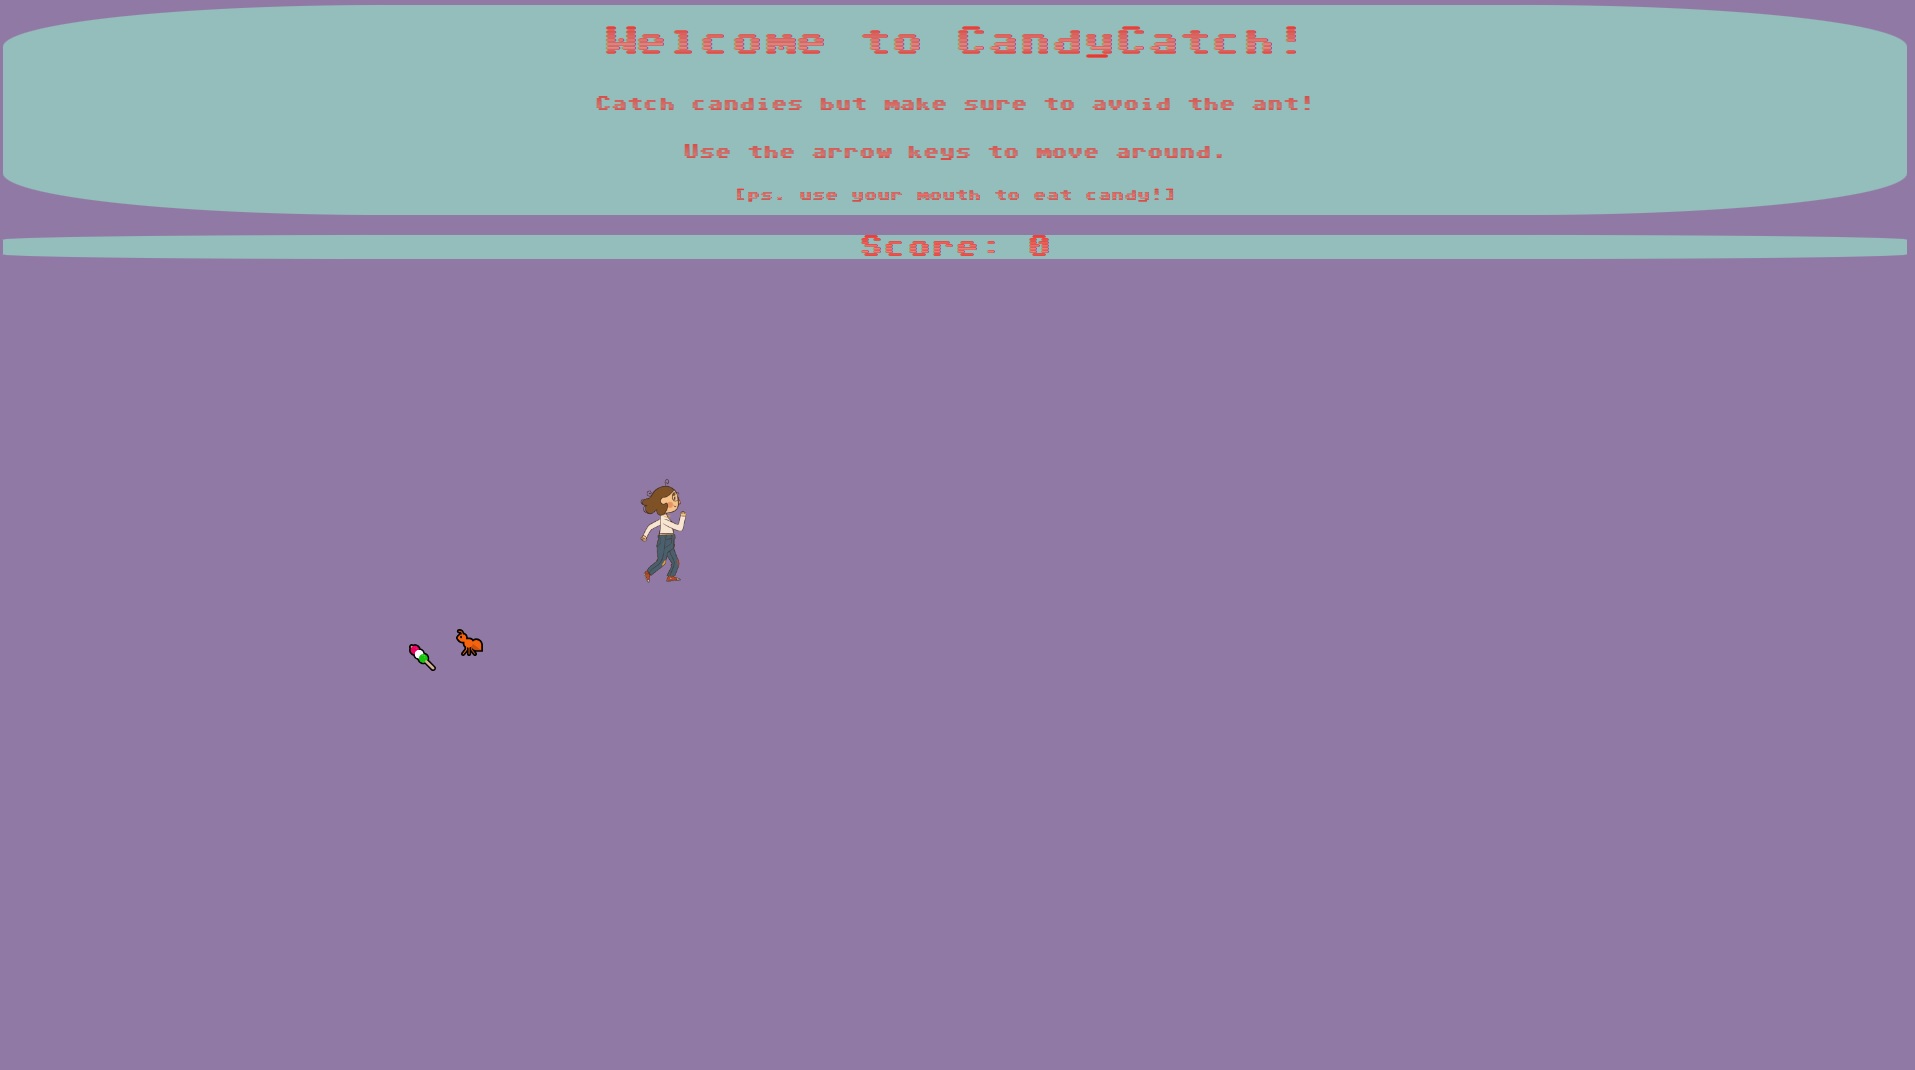 Welcome to CandyCatch!
Catch candies but make sure to avoid the ant!
Use the arrow keys to move around.
[ps. use your mouth to eat candy!]
Score: 0